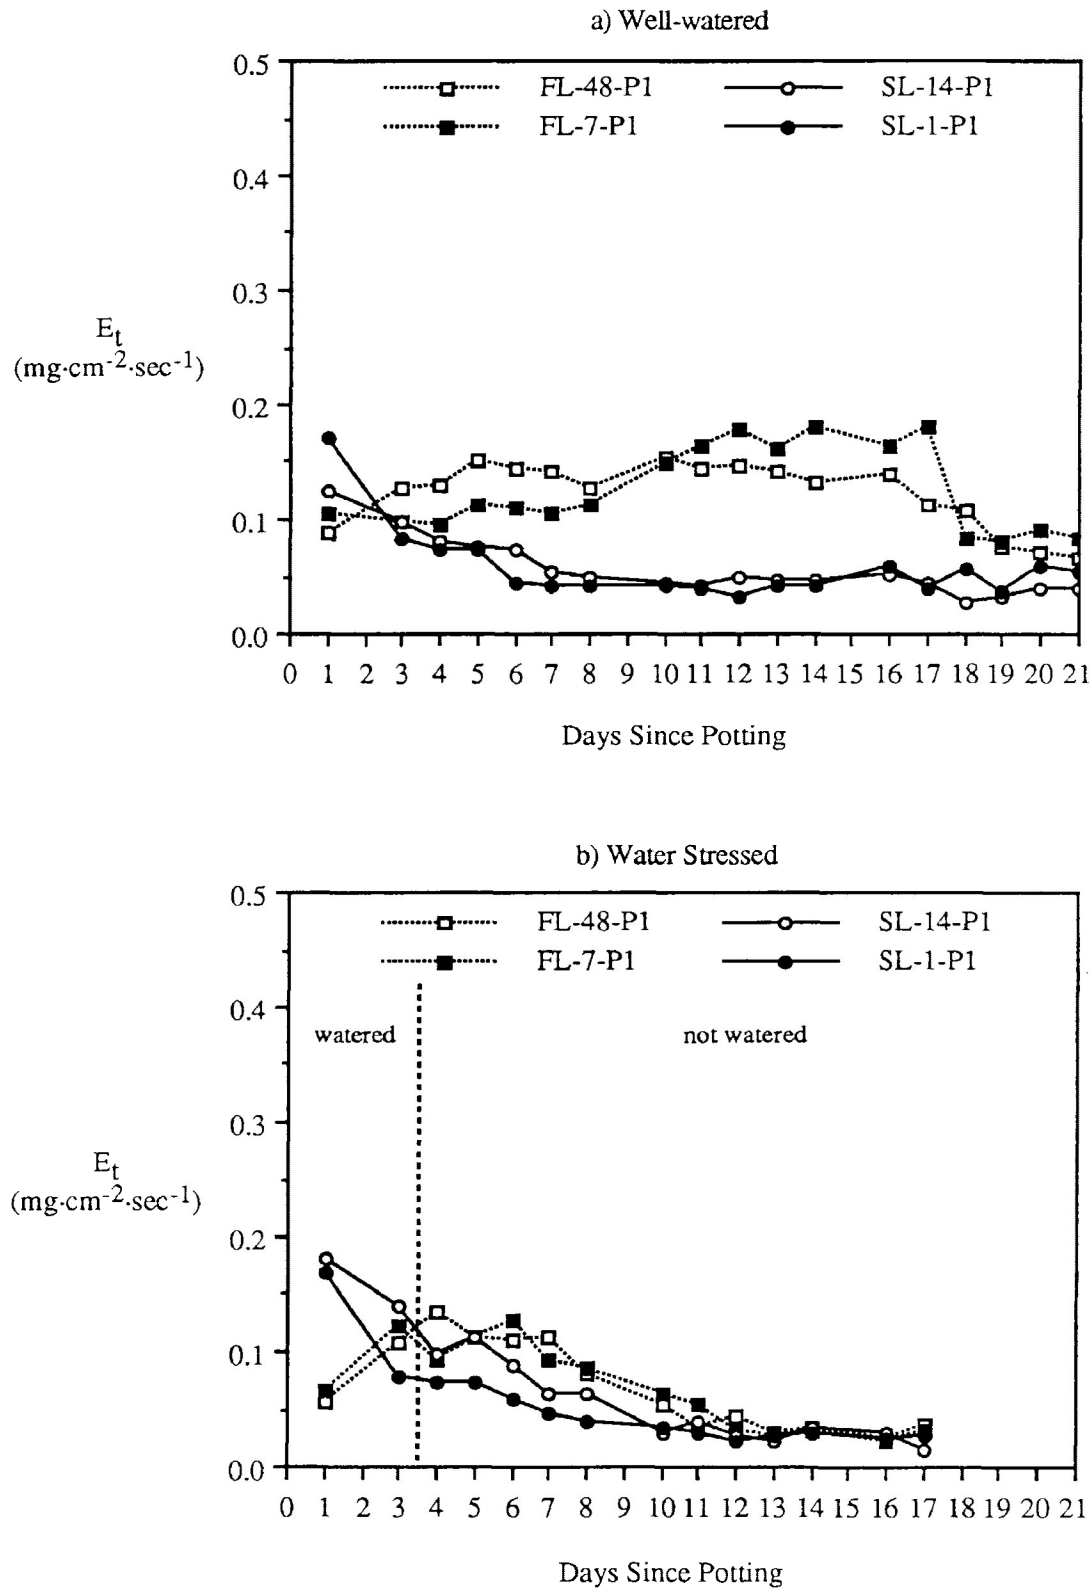 a) Well-watered
0.5
FL-48-P1 SL-14-P1
FL-7-P1 SL-1-P1
0.4
0.3
Et
(mg·cm-2·sec-1)
0.2
0.1
0.0
0 1 2 3 4 5 6 7 8 9 10 11 12 13 14 15 16 17 18 19 20 21
Days Since Potting
b) Water Stressed
0.5
FL-48-P1 SL-14-P1
FL-7-P1 SL-1-P1
0.4
watered not watered
0.3
Et
(mg·cm-2·sec-1)
0.2
0.1
0.0
0 1 2 3 4 5 6 7 8 9 10 11 12 13 14 15 16 17 18 19 20 21
Days Since Potting